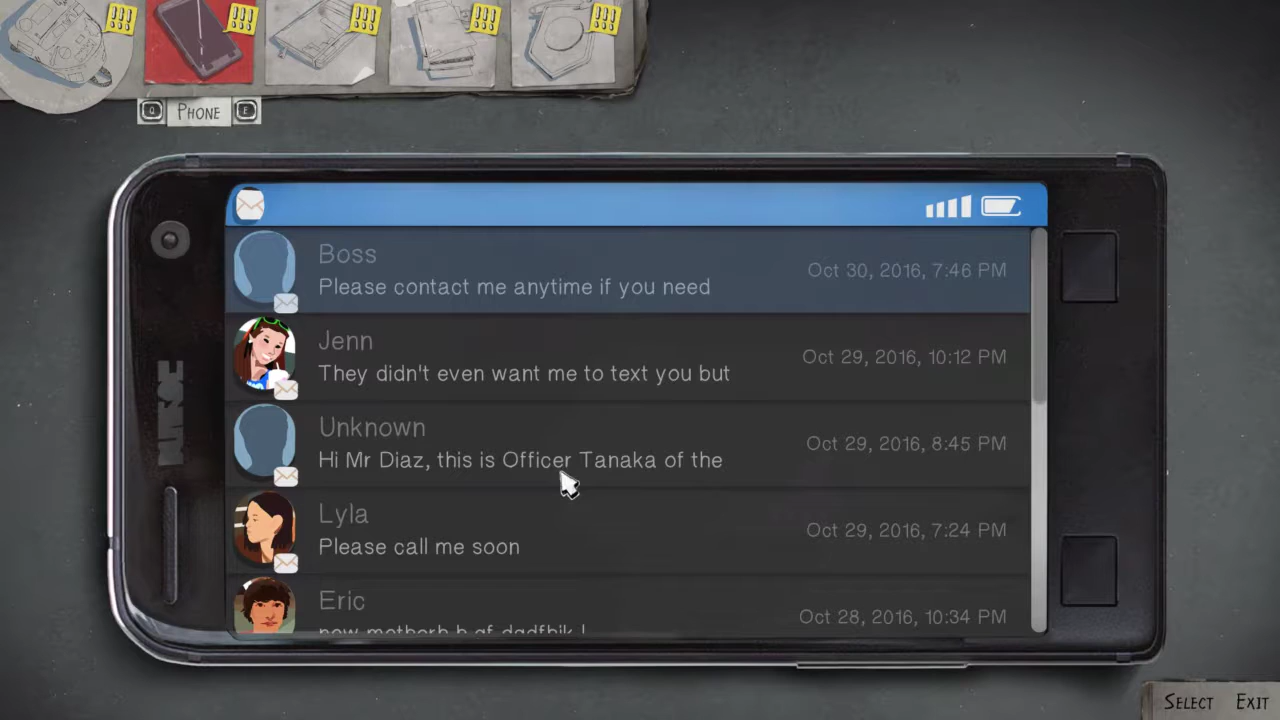 Q PHONE E
Boss
Please contact me anytime if you need
Oct 30, 2016, 7:46 PM
Jenn
They didn't even want me to text you but
Oct 29, 2016, 10:12 PM
Unknown
Hi Mr Diaz, this is Officer Tanaka of the
Oct 29, 2016, 8:45 PM
Lyla
Please call me soon
Oct 29, 2016, 7:24 PM
Eric
Oct 28, 2016, 10:34 PM
SELECT EXIT